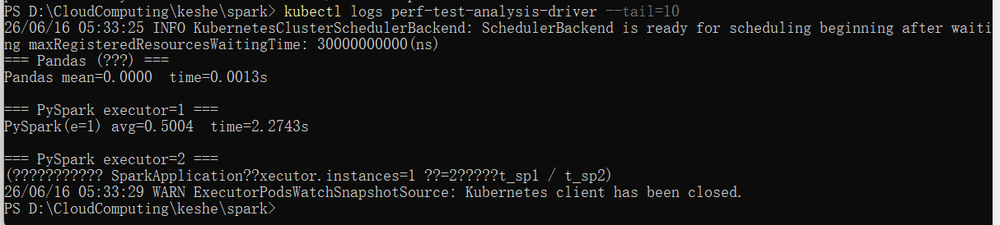 PS D:\CloudComputing\keshe\spark> kubectl logs perf-test-analysis-driver --tail=10
26/06/16 05:33:25 INFO KubernetesClusterSchedulerBackend: SchedulerBackend is ready for scheduling beginning after waiti
ng maxRegisteredResourcesWaitingTime: 30000000000(ns)
=== Pandas (???) ===
Pandas mean=0.0000  time=0.0013s
=== PySpark executor=1 ===
PySpark(e=1) avg=0.5004  time=2.2743s
=== PySpark executor=2 ===
(??????????? SparkApplication??xecutor.instances=1 ??=2?????t_sp1 / t_sp2)
26/06/16 05:33:29 WARN ExecutorPodsWatchSnapshotSource: Kubernetes client has been closed.
PS D:\CloudComputing\keshe\spark>